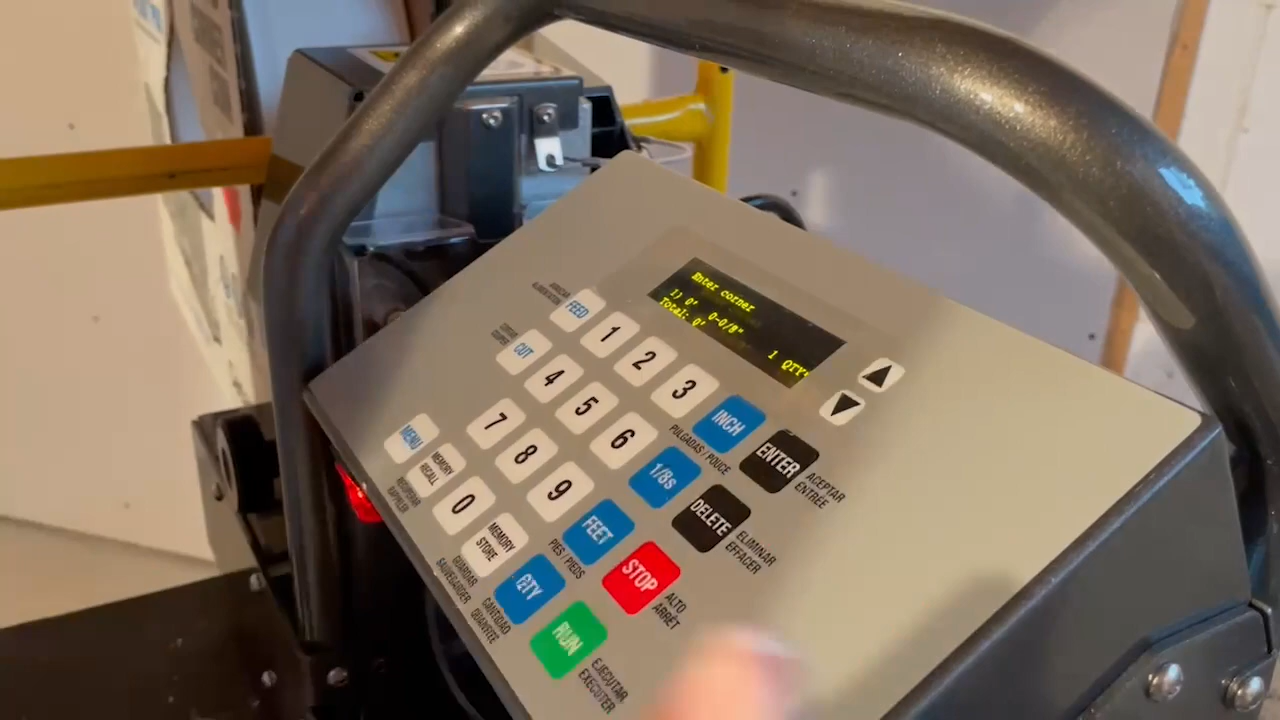 Enter corner
1) 0' 0-0/8"
Total: 0'
1 QTY
FEED
1
2
3
INCH
PULGADAS / POUCE
ENTER
ACEPTAR
ENTRÉE
CUT
4
5
6
1/8s
DELETE
ELIMINAR
EFFACER
MENU
7
8
9
FEET
PIES / PIEDS
STOP
ALTO
ARRÊT
MEMORY
RECALL
0
MEMORY
STORE
GUARDAR
SAUVEGARDER
QTY
CANTIDAD
QUANTITÉ
RUN
EJECUTAR
EXECUTER